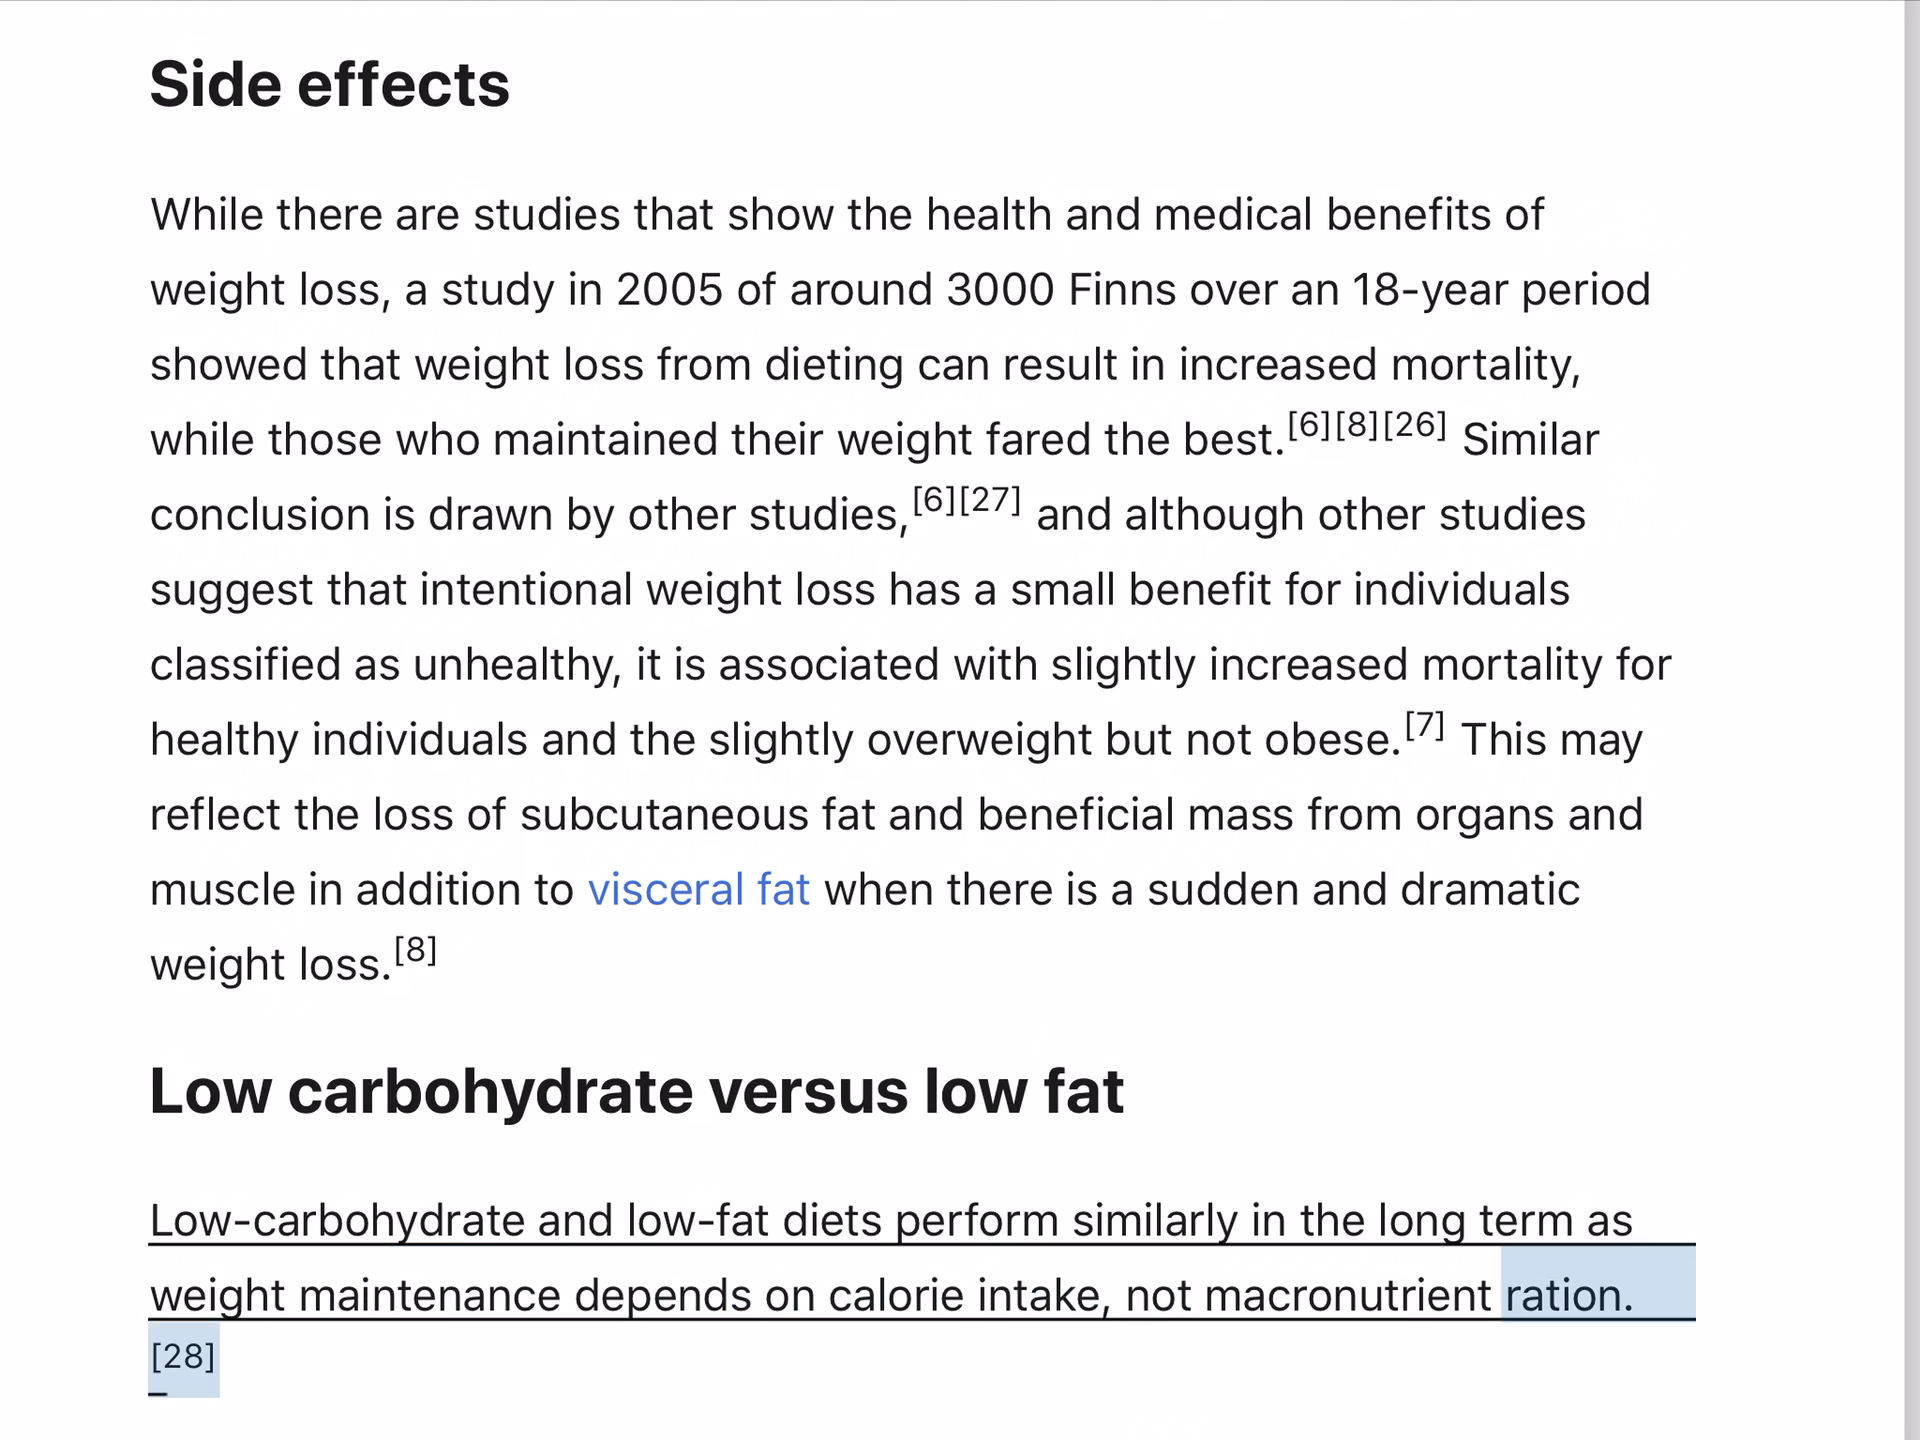 Side effects
While there are studies that show the health and medical benefits of
weight loss, a study in 2005 of around 3000 Finns over an 18-year period
showed that weight loss from dieting can result in increased mortality,
while those who maintained their weight fared the best.[6][8][26] Similar
conclusion is drawn by other studies,[6][27] and although other studies
suggest that intentional weight loss has a small benefit for individuals
classified as unhealthy, it is associated with slightly increased mortality for
healthy individuals and the slightly overweight but not obese.[7] This may
reflect the loss of subcutaneous fat and beneficial mass from organs and
muscle in addition to visceral fat when there is a sudden and dramatic
weight loss.[8]
Low carbohydrate versus low fat
Low-carbohydrate and low-fat diets perform similarly in the long term as
weight maintenance depends on calorie intake, not macronutrient ration.
[28]